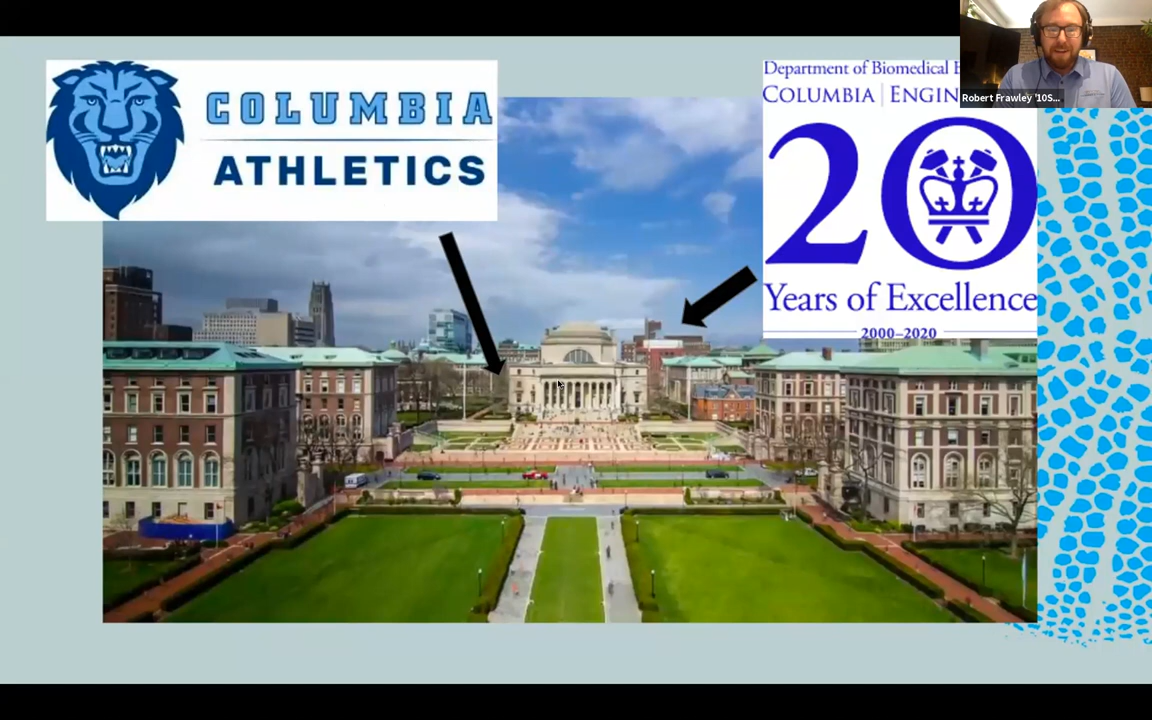 COLUMBIA
ATHLETICS
Department of Biomedical
COLUMBIA | ENGIN
20
Years of Excellence
2000–2020
Robert Frawley '10S...